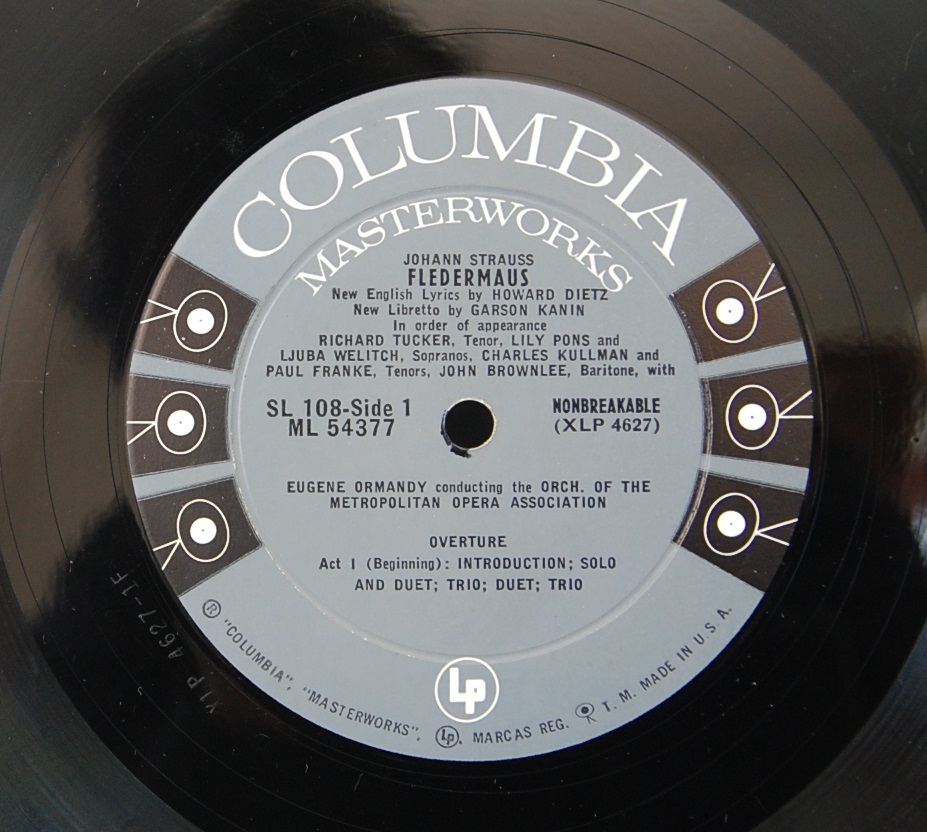 COLUMBIA
MASTERWORKS
JOHANN STRAUSS
FLEDERMAUS
New English Lyrics by HOWARD DIETZ
New Libretto by GARSON KANIN
In order of appearance
RICHARD TUCKER, Tenor, LILY PONS and
LJUBA WELITCH, Sopranos, CHARLES KULLMAN and
PAUL FRANKE, Tenors, JOHN BROWNLEE, Baritone, with
SL 108-Side 1
ML 54377
NONBREAKABLE
(XLP 4627)
EUGENE ORMANDY conducting the ORCH. OF THE
METROPOLITAN OPERA ASSOCIATION
OVERTURE
Act I (Beginning): INTRODUCTION; SOLO
AND DUET; TRIO; DUET; TRIO
Lp
® "COLUMBIA", "MASTERWORKS", Lp. MARCAS REG. T. M. MADE IN U. S. A.
4627-1F